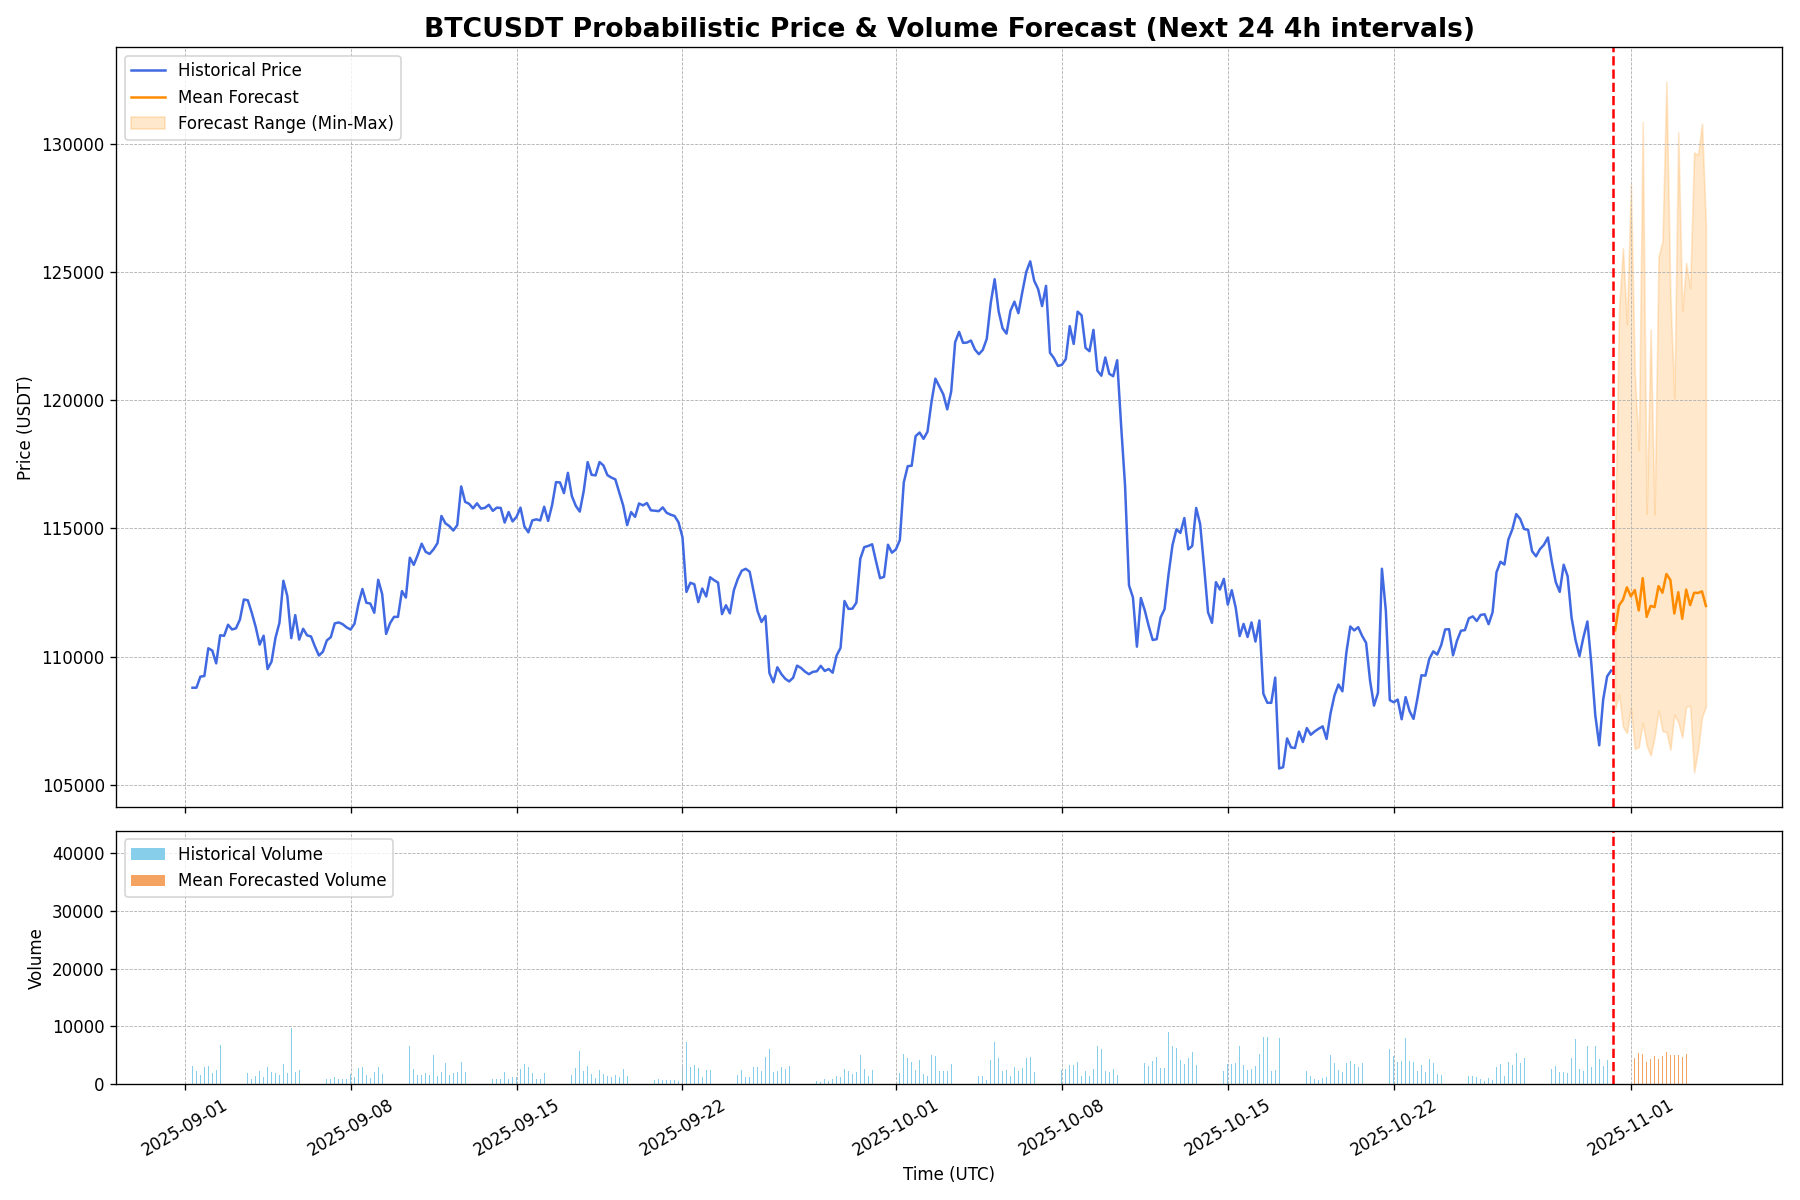 BTCUSDT Probabilistic Price & Volume Forecast (Next 24 4h intervals)
Historical Price
Mean Forecast
Forecast Range (Min-Max)
130000
125000
120000
115000
110000
105000
Price (USDT)
Historical Volume
Mean Forecasted Volume
40000
30000
20000
10000
0
Volume
2025-09-01
2025-09-08
2025-09-15
2025-09-22
2025-10-01
2025-10-08
2025-10-15
2025-10-22
2025-11-01
Time (UTC)